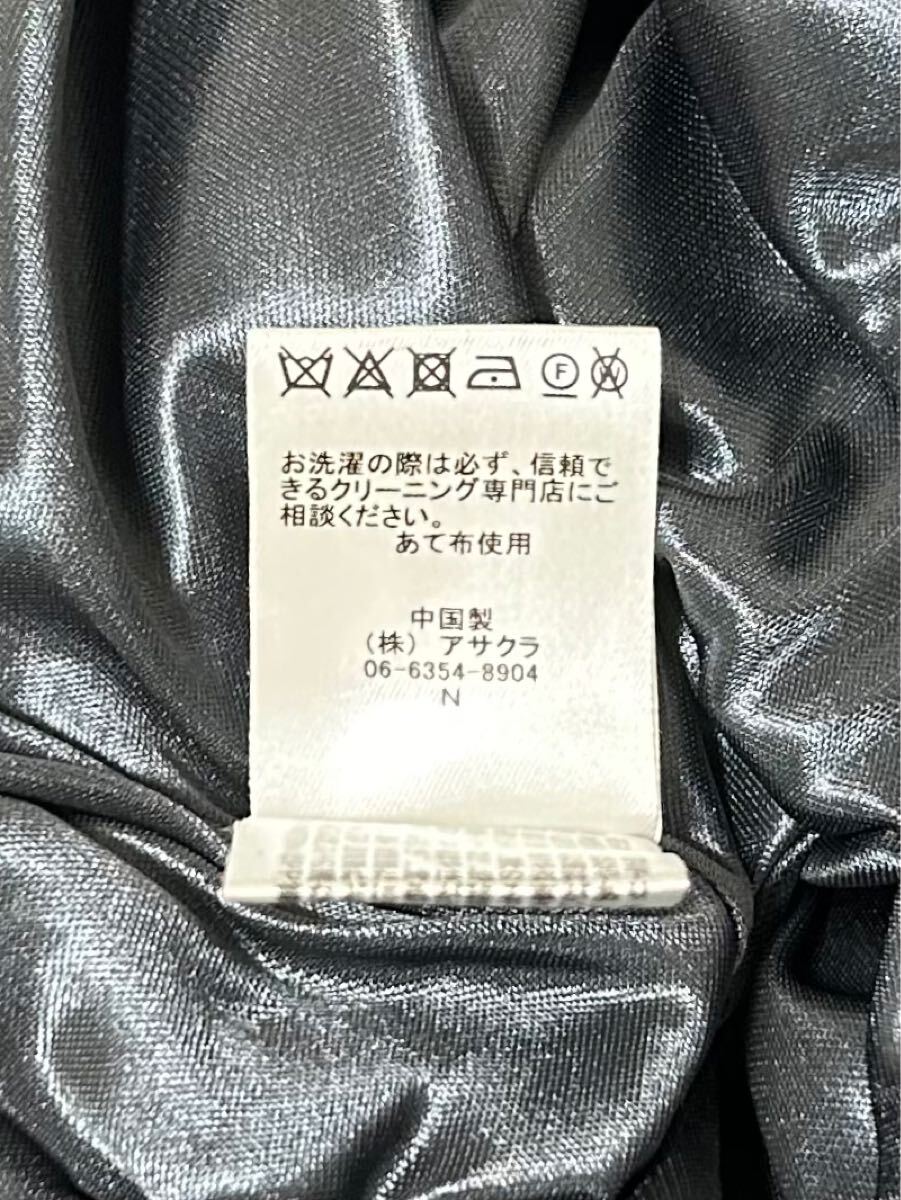 F W
お洗濯の際は必ず、信頼で
きるクリーニング専門店にご
相談ください。
あて布使用
中国製
（株）アサクラ
06-6354-8904
N